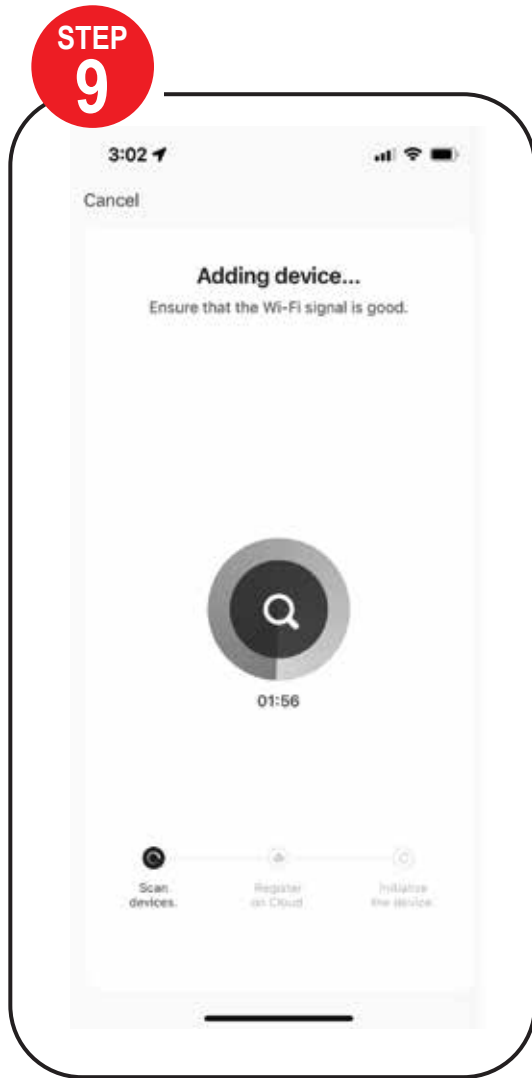 STEP
9
3:02
Cancel
Adding device...
Ensure that the Wi-Fi signal is good.
01:56
Scan
devices.
Register
on Cloud
Initialize
the device.